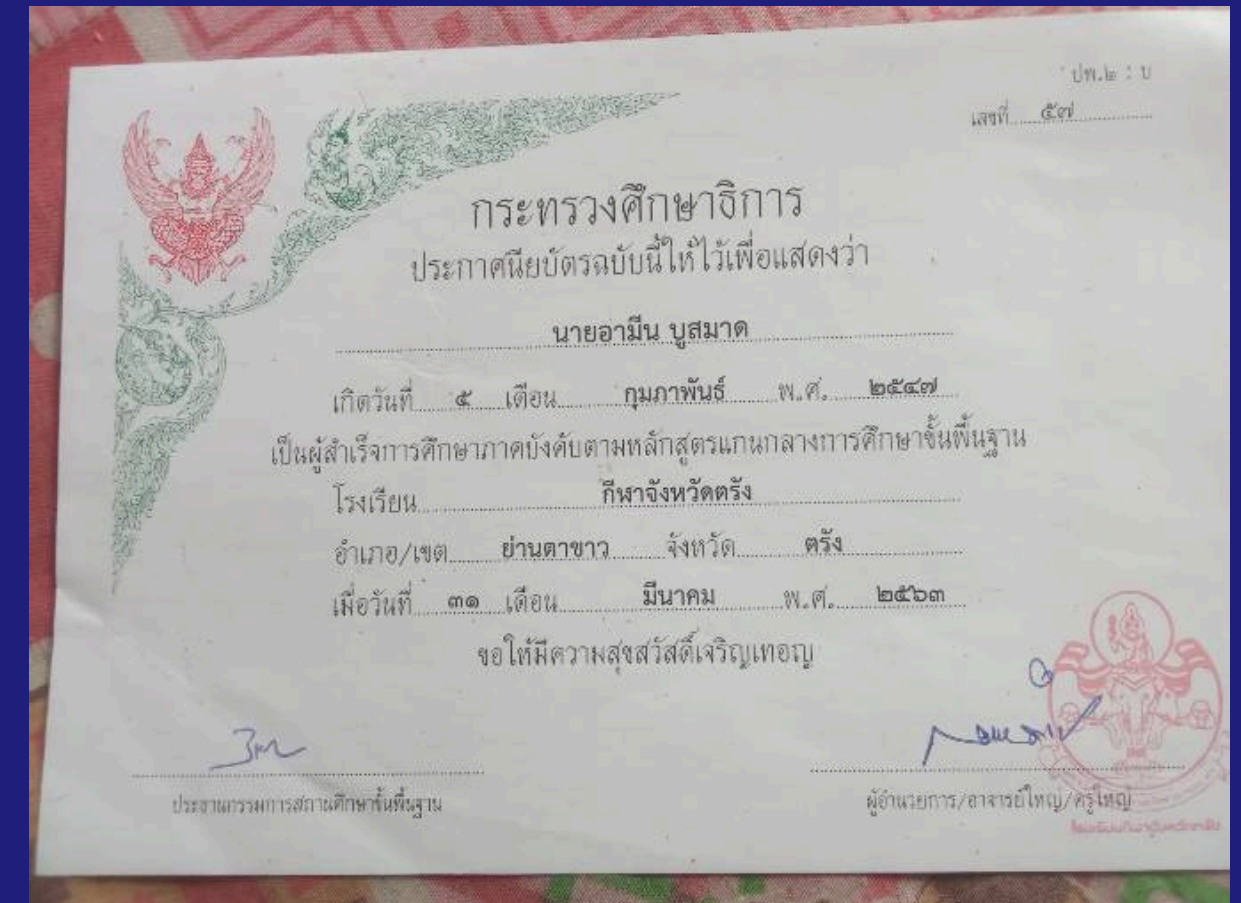 ปพ.๒ : บ
เลขที่ ๕๗
กระทรวงศึกษาธิการ
ประกาศนียบัตรฉบับนี้ให้ไว้เพื่อแสดงว่า
นายอามีน บูสมาด
เกิดวันที่ ๕ เดือน กุมภาพันธ์ พ.ศ. ๒๕๔๗
เป็นผู้สำเร็จการศึกษาภาคบังคับตามหลักสูตรแกนกลางการศึกษาขั้นพื้นฐาน
โรงเรียน กีฬาจังหวัดตรัง
อำเภอ/เขต ย่านตาขาว จังหวัด ตรัง
เมื่อวันที่ ๓๑ เดือน มีนาคม พ.ศ. ๒๕๖๓
ขอให้มีความสุขสวัสดิ์เจริญเทอญ
ประธานกรรมการสถานศึกษาขั้นพื้นฐาน
ผู้อำนวยการ/อาจารย์ใหญ่/ครูใหญ่